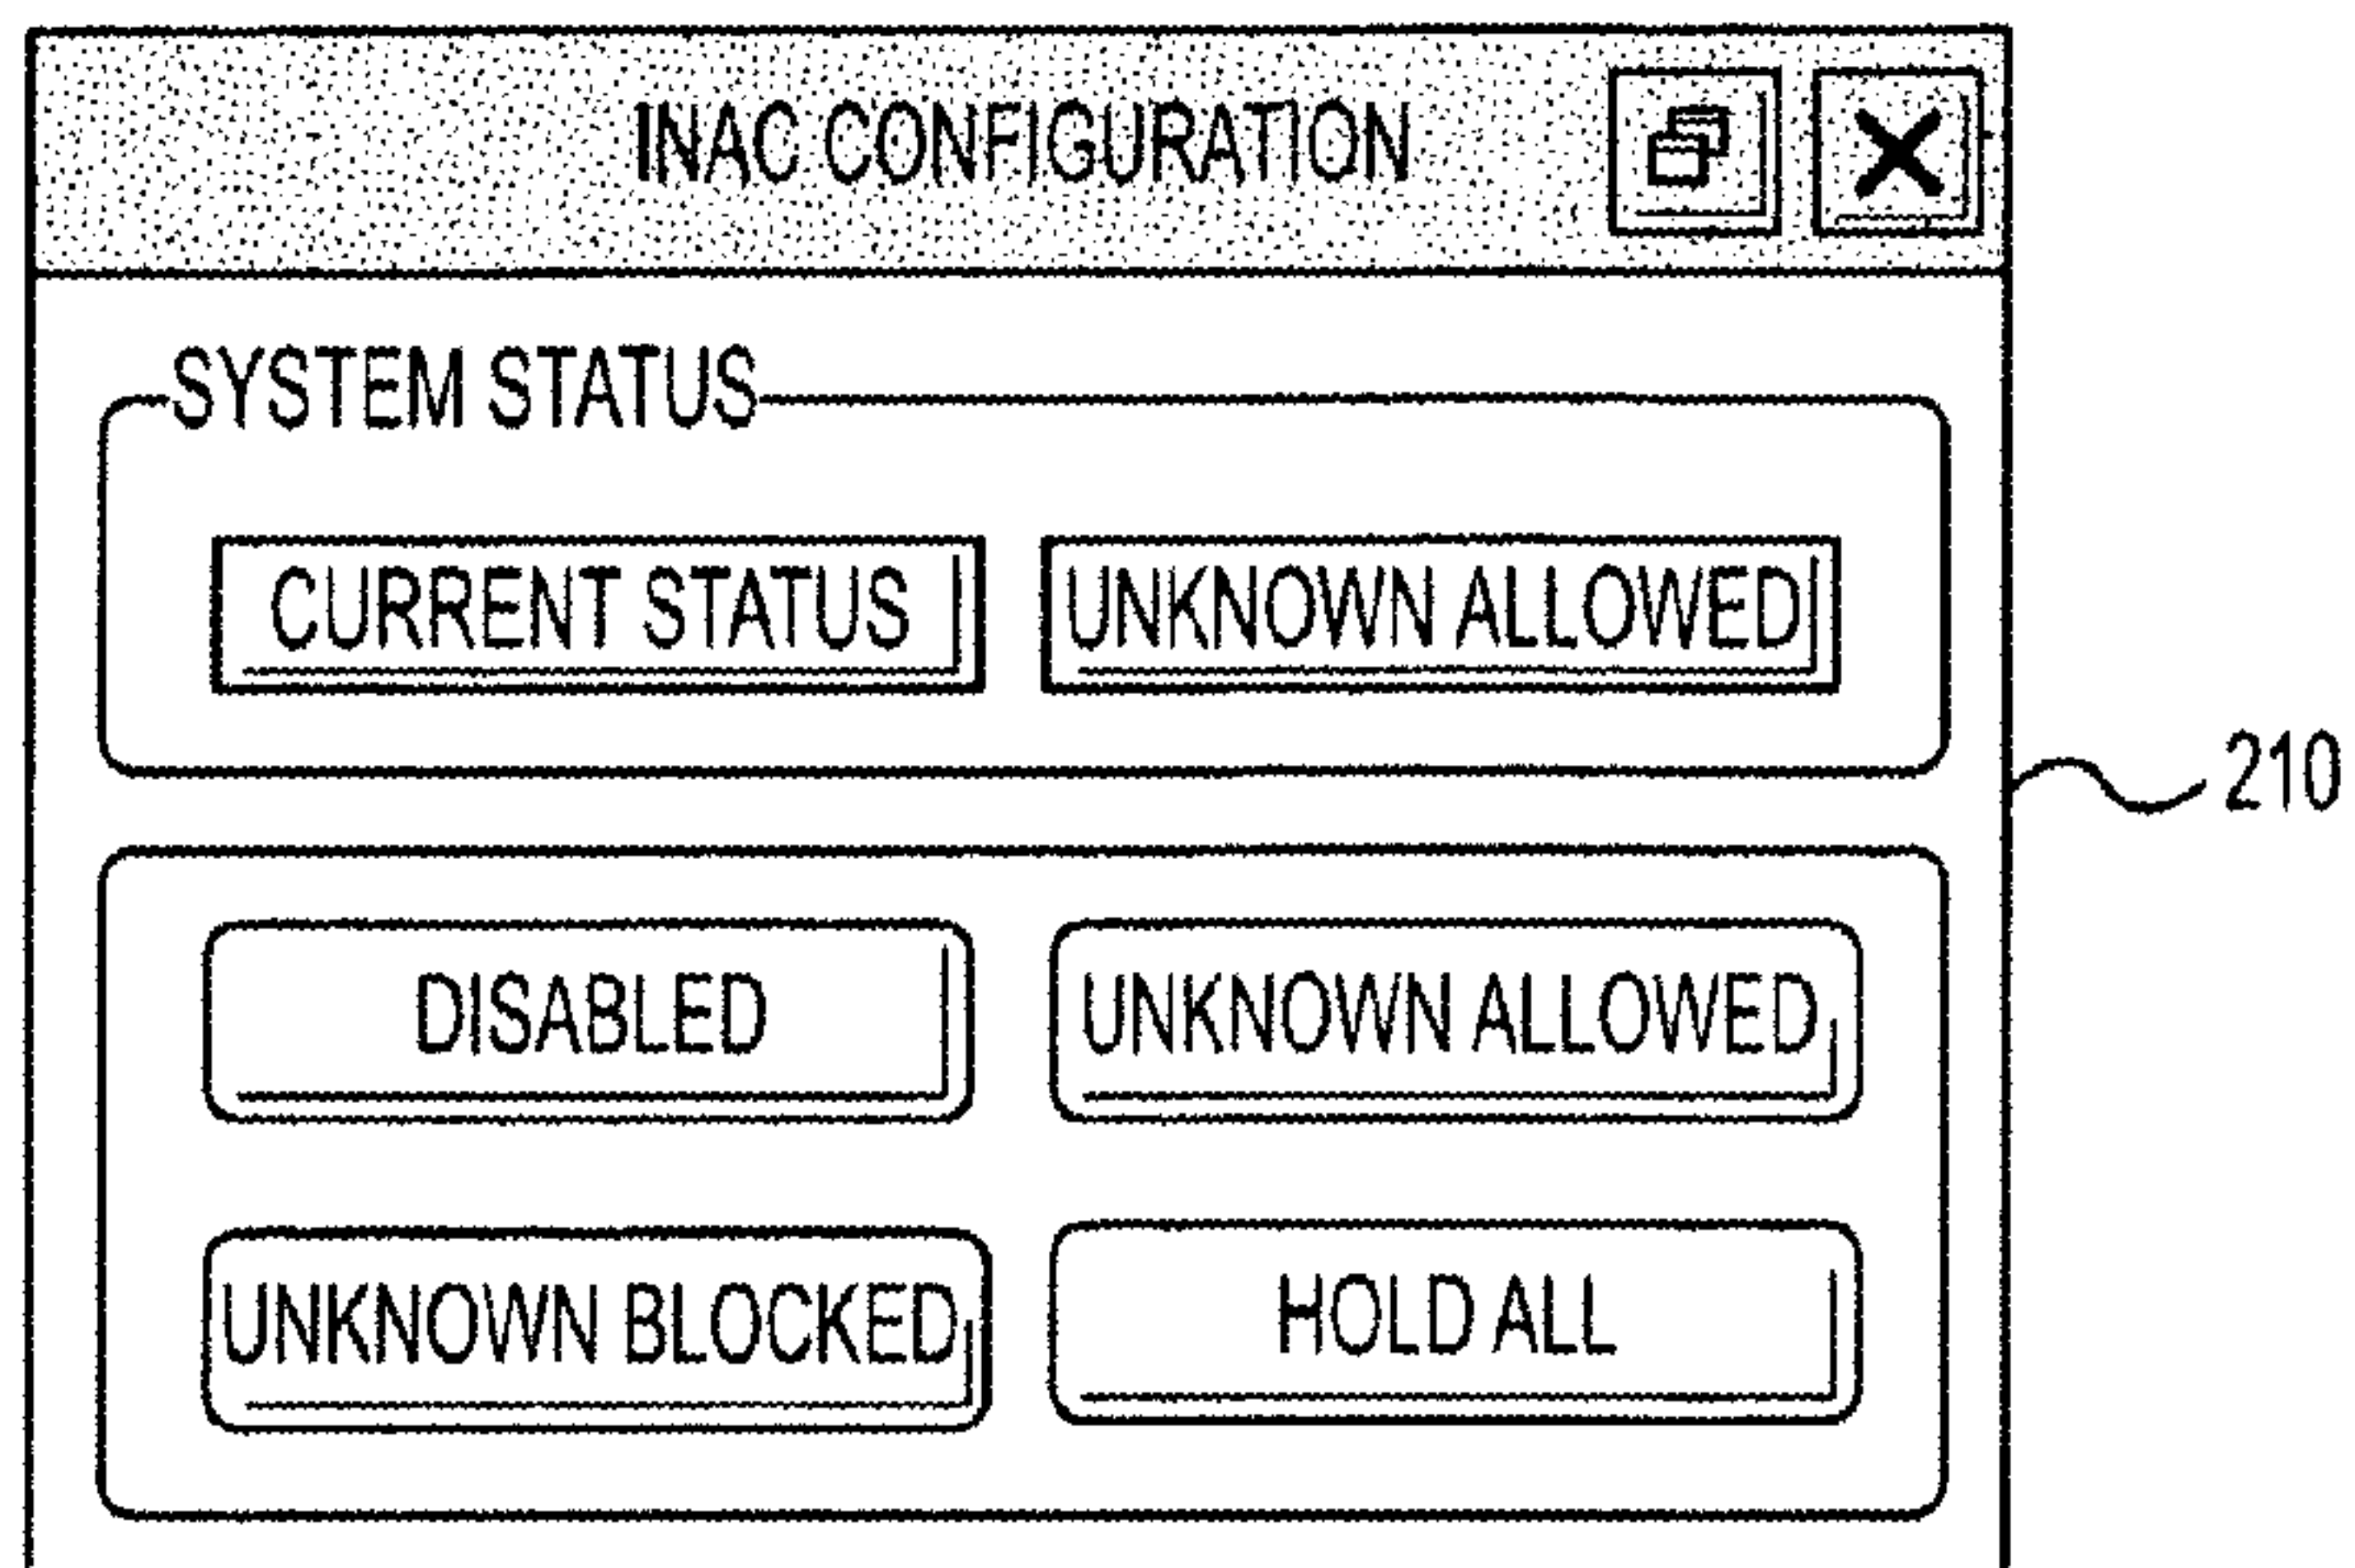 INAC CONFIGURATION
SYSTEM STATUS
CURRENT STATUS UNKNOWN ALLOWED
210
DISABLED UNKNOWN ALLOWED
UNKNOWN BLOCKED HOLD ALL